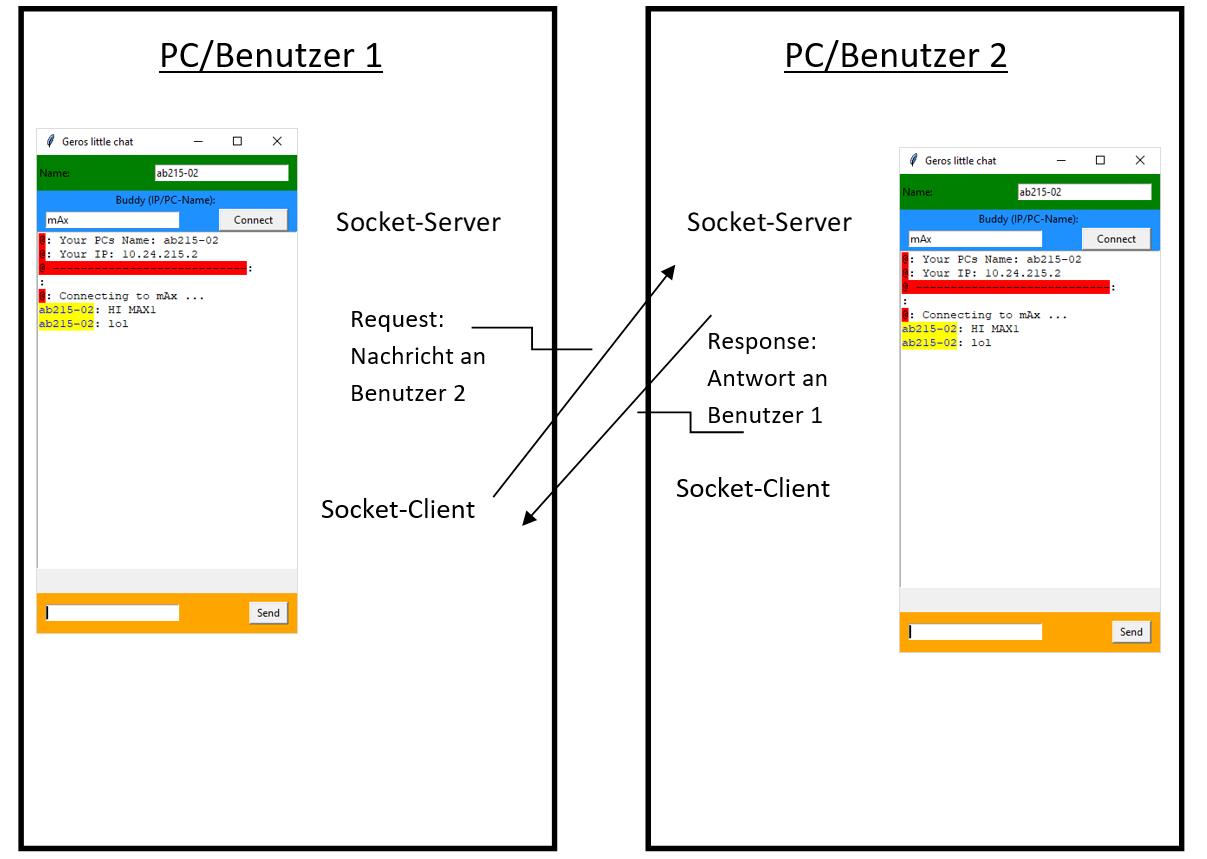 PC/Benutzer 1
Geros little chat
Name:
ab215-02
Buddy (IP/PC-Name):
mAx
Connect
@: Your PCs Name: ab215-02
@: Your IP: 10.24.215.2
@ ----------------------------:
:
@: Connecting to mAx ...
ab215-02: HI MAX1
ab215-02: lol
Send
Socket-Server
Request:
Nachricht an
Benutzer 2
Socket-Client
PC/Benutzer 2
Socket-Server
Response:
Antwort an
Benutzer 1
Socket-Client
Geros little chat
Name:
ab215-02
Buddy (IP/PC-Name):
mAx
Connect
@: Your PCs Name: ab215-02
@: Your IP: 10.24.215.2
@ ----------------------------:
:
@: Connecting to mAx ...
ab215-02: HI MAX1
ab215-02: lol
Send